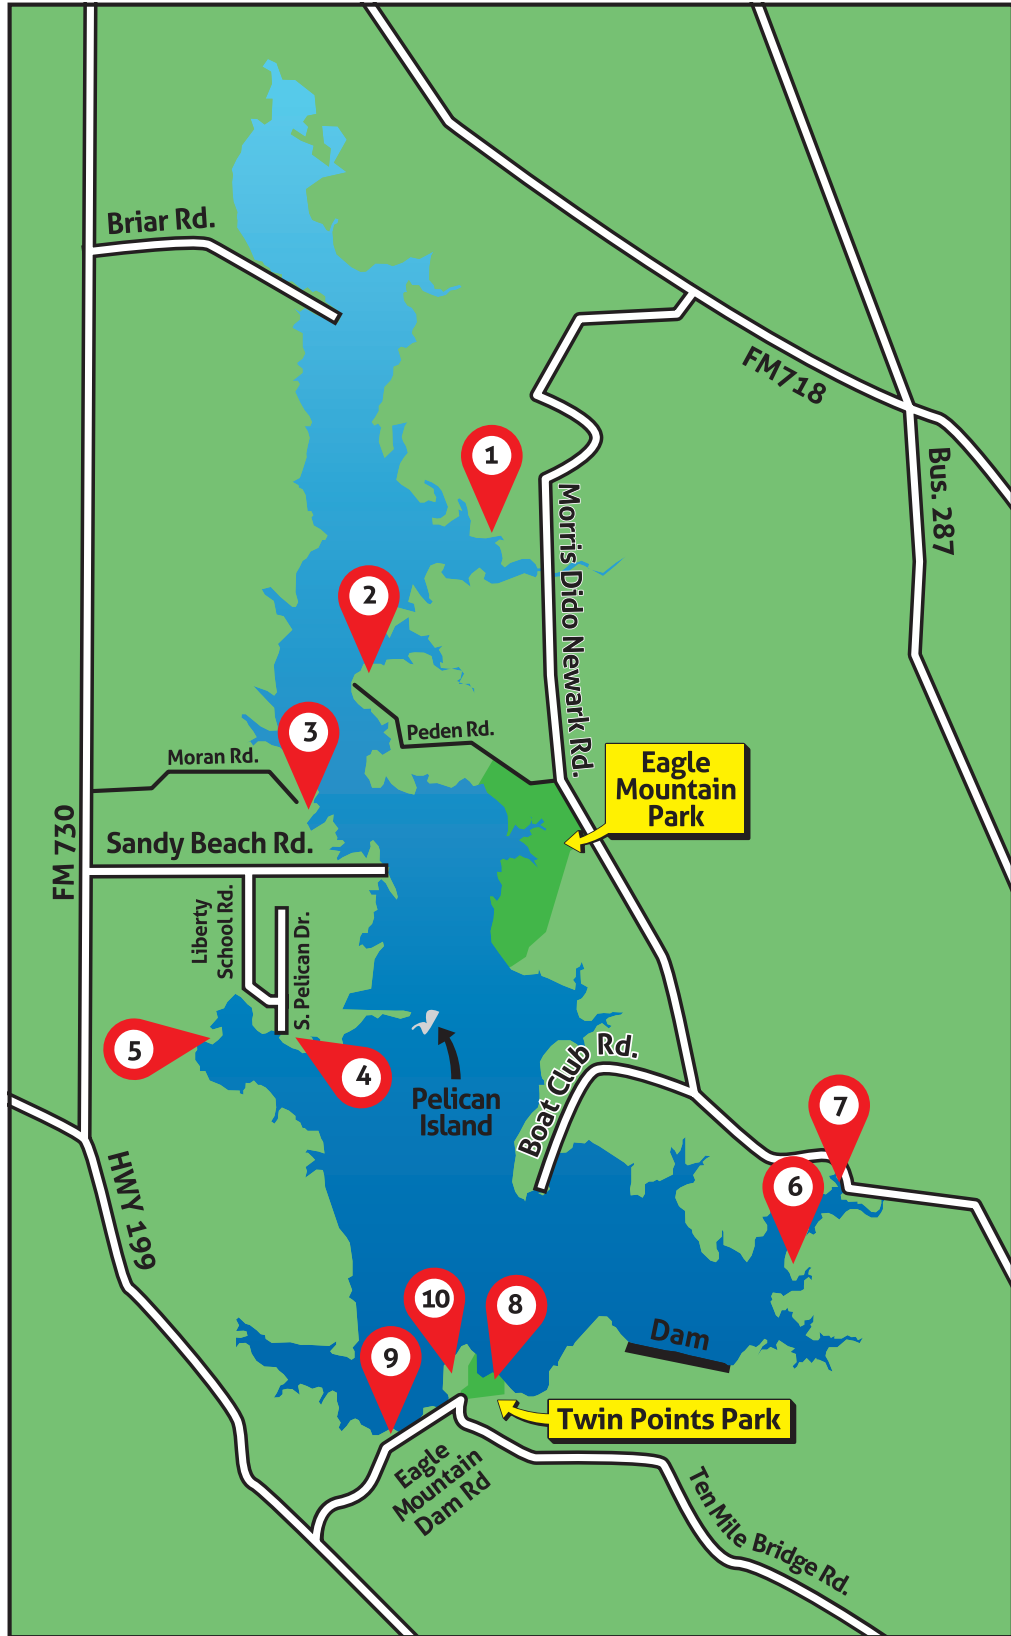 Briar Rd.
FM718
Bus. 287
1
Morris Dido Newark Rd.
2
3
Peden Rd.
Moran Rd.
Eagle
Mountain
Park
FM 730
Sandy Beach Rd.
Liberty
School Rd.
S. Pelican Dr.
5
4
Pelican
Island
Boat Club Rd.
7
6
HWY 199
10
8
9
Dam
Twin Points Park
Eagle
Mountain
Dam Rd
Ten Mile Bridge Rd.